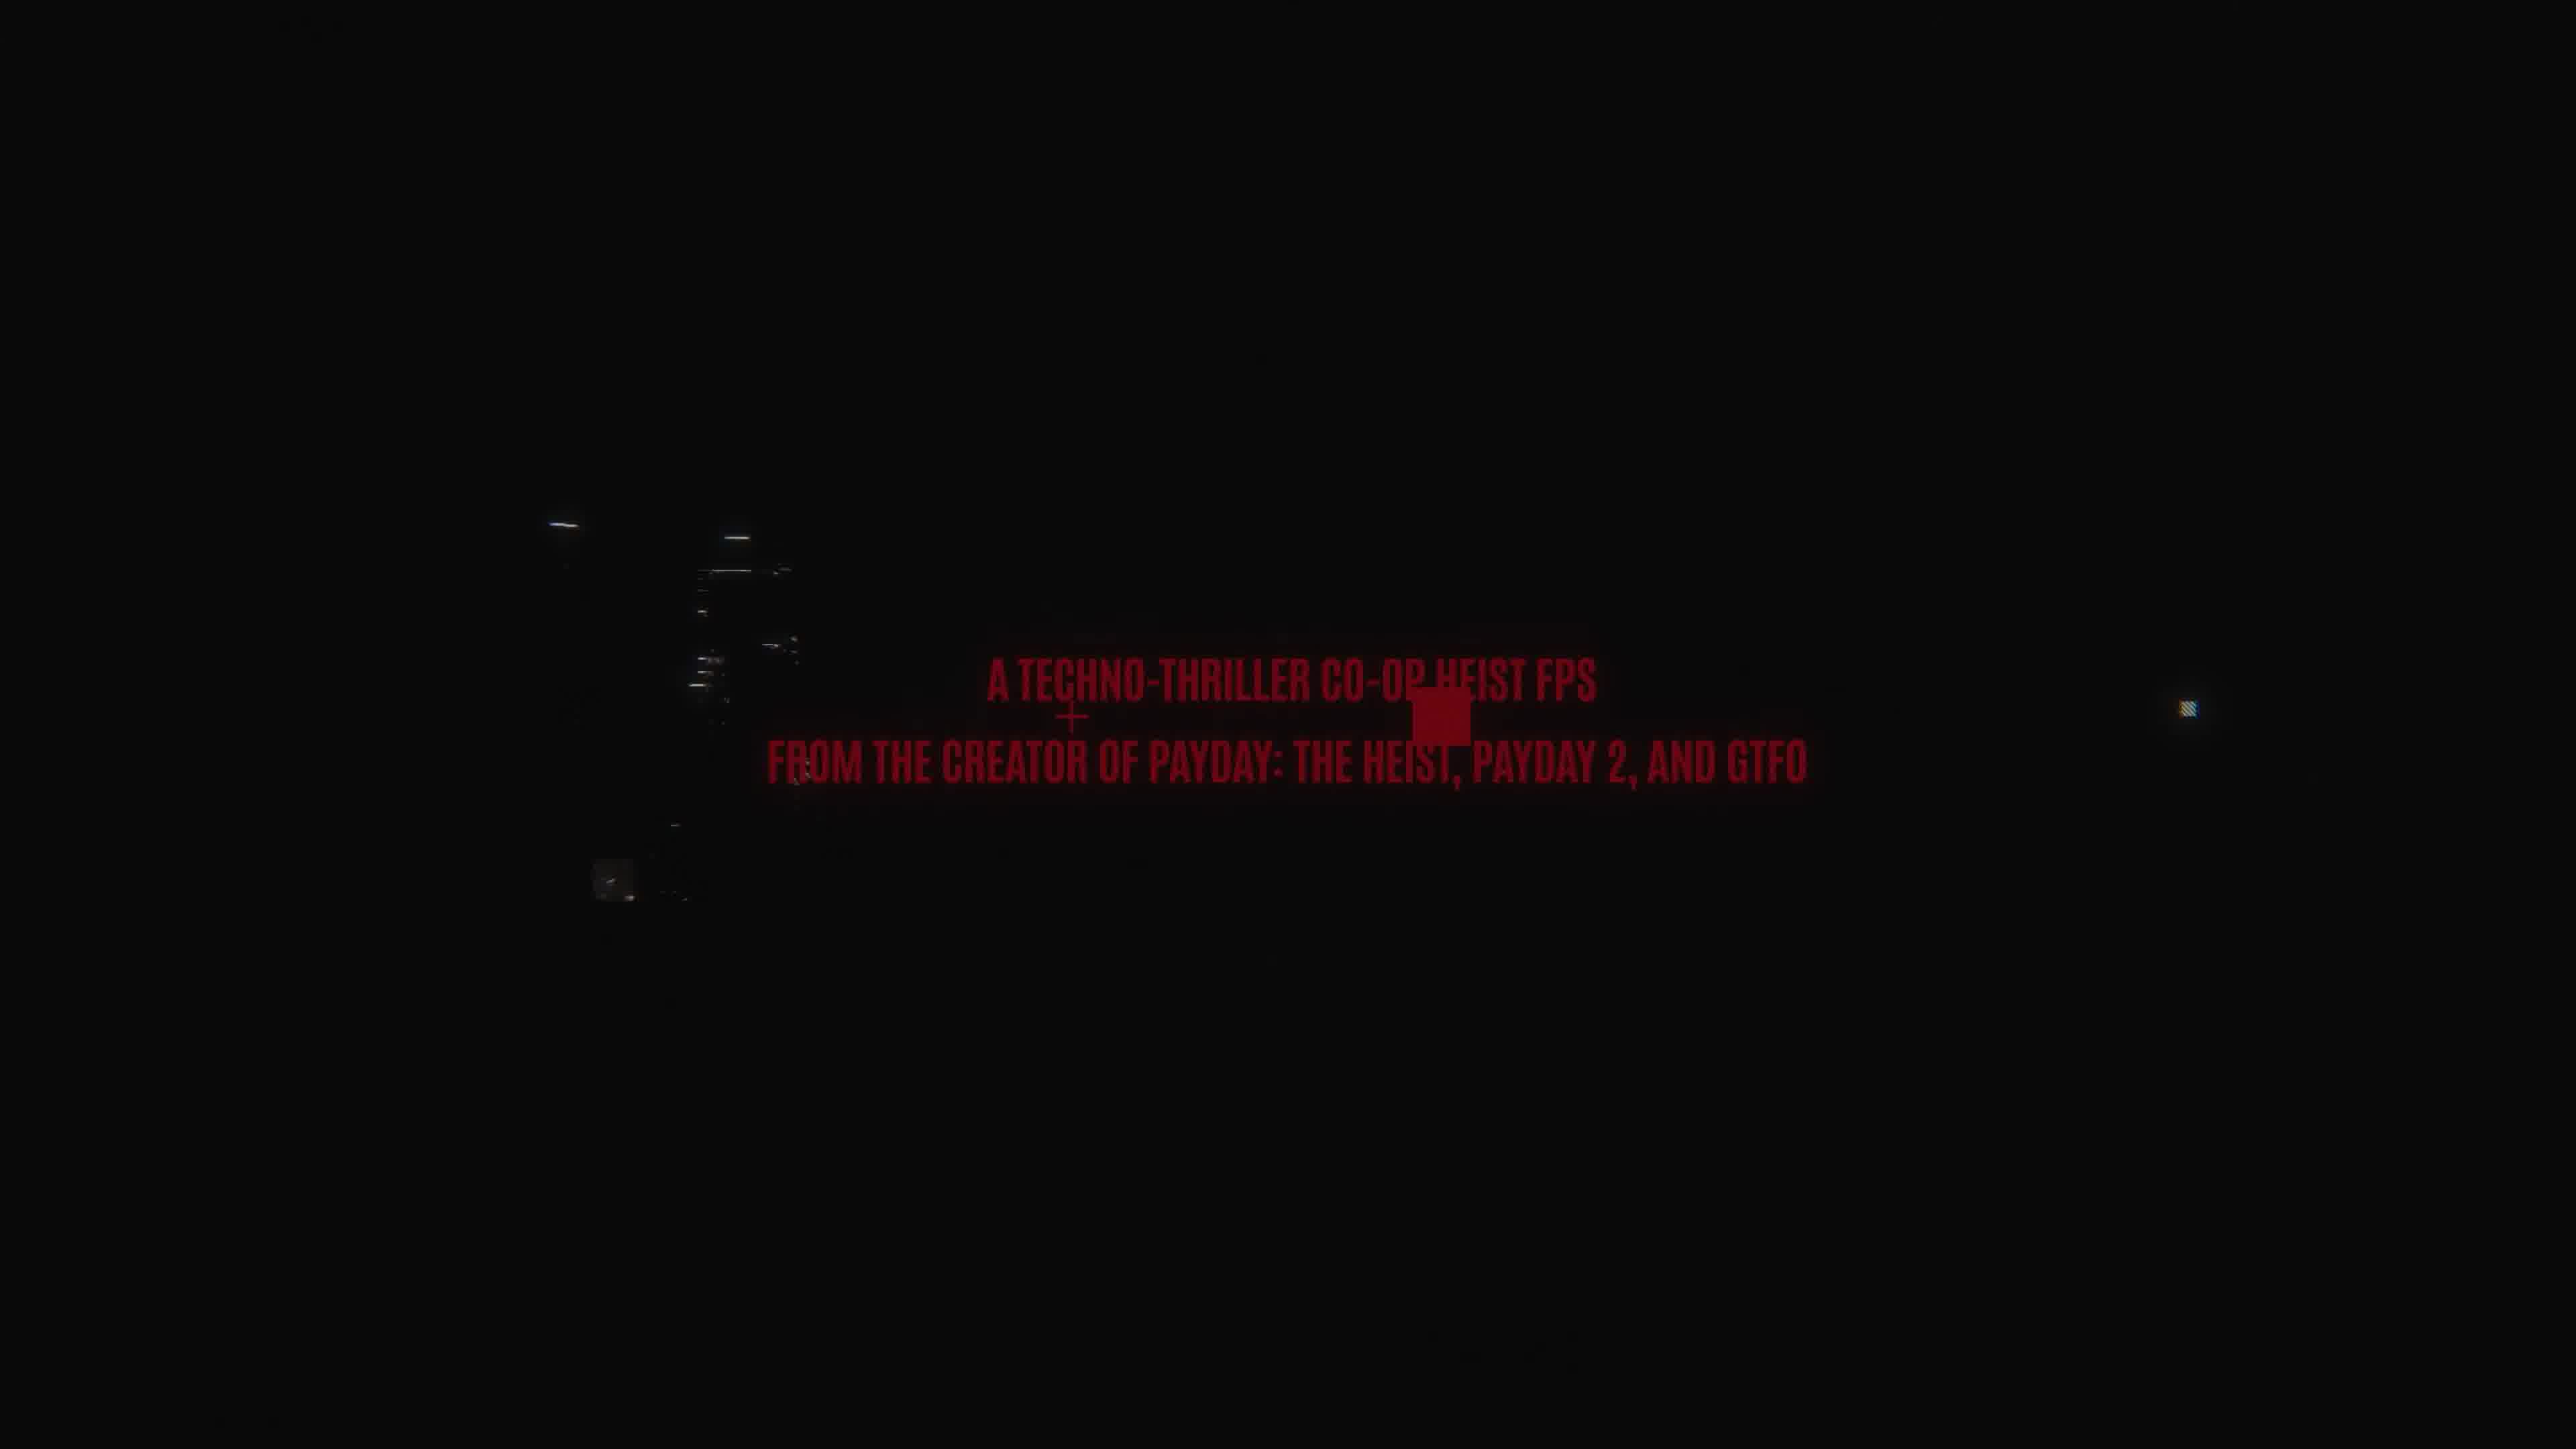 A TECHNO-THRILLER CO-OP HEIST FPS
FROM THE CREATOR OF PAYDAY: THE HEIST, PAYDAY 2, AND GTFO